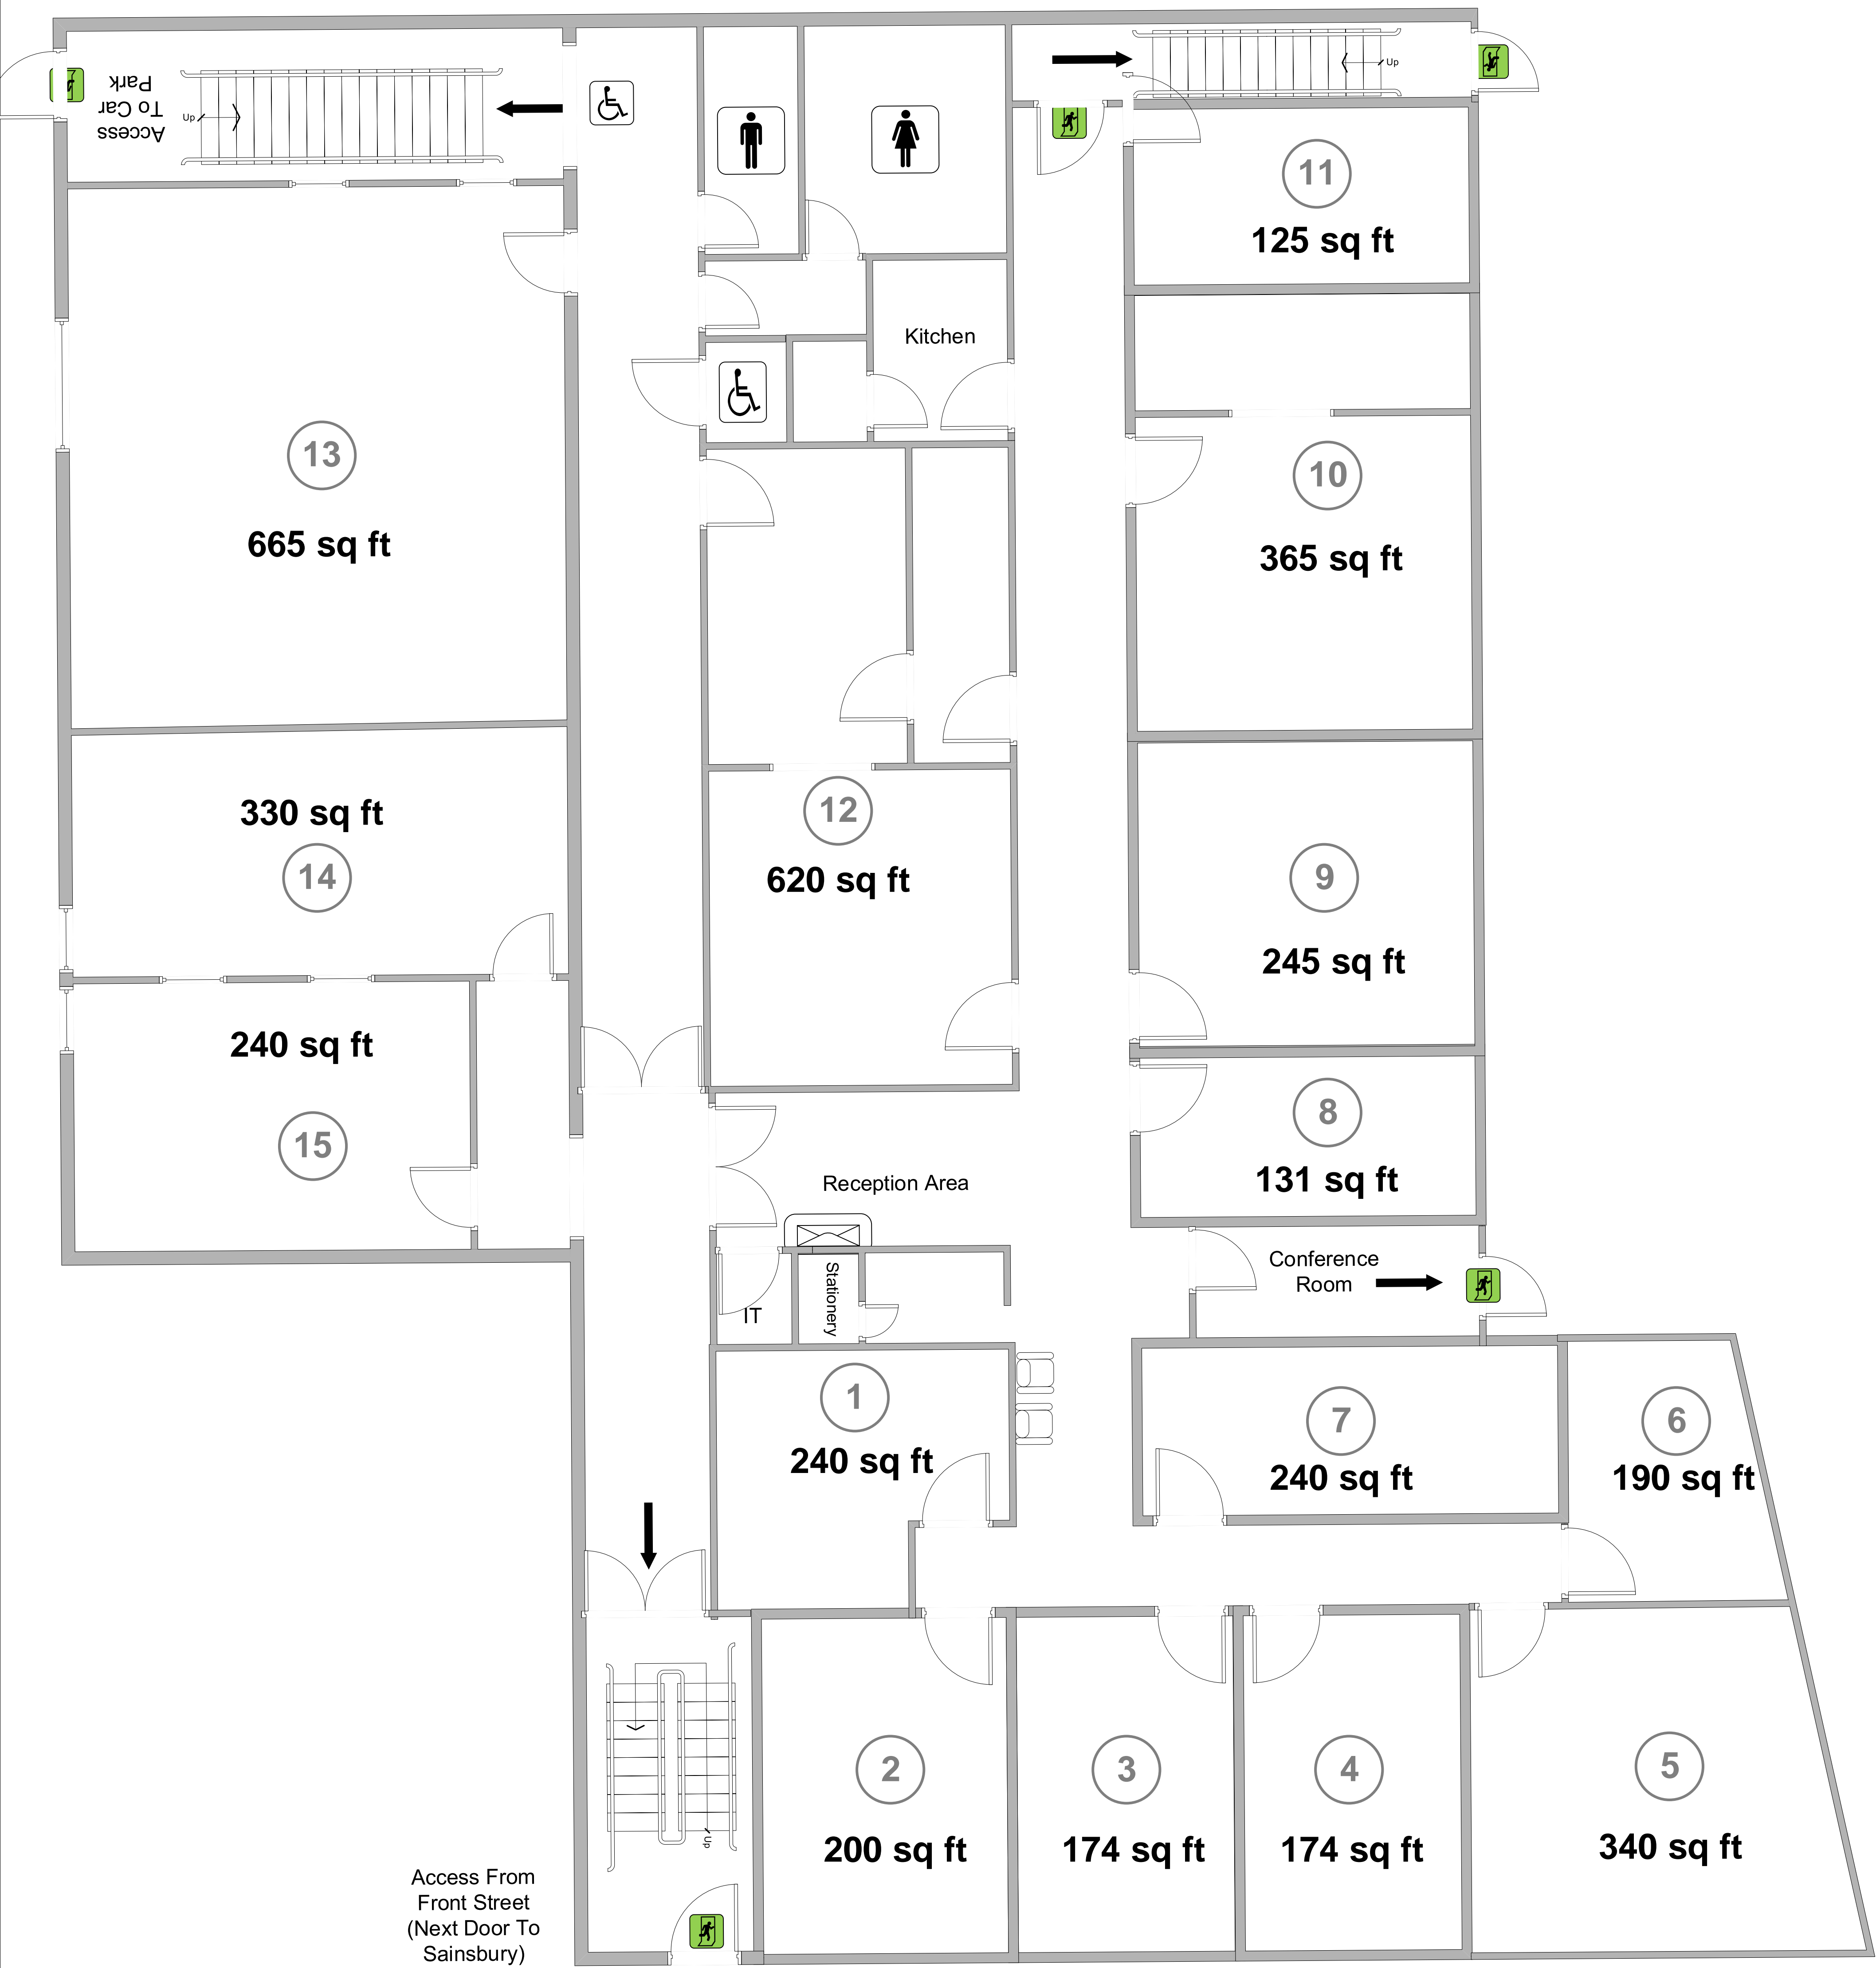 Access
To Car
Park
Up
Up
11
125 sq ft
Kitchen
13
665 sq ft
10
365 sq ft
12
620 sq ft
330 sq ft
14
9
245 sq ft
240 sq ft
15
8
131 sq ft
Reception Area
Conference
Room
Stationery
IT
1
240 sq ft
7
240 sq ft
6
190 sq ft
2
200 sq ft
3
174 sq ft
4
174 sq ft
5
340 sq ft
Up
Access From
Front Street
(Next Door To
Sainsbury)